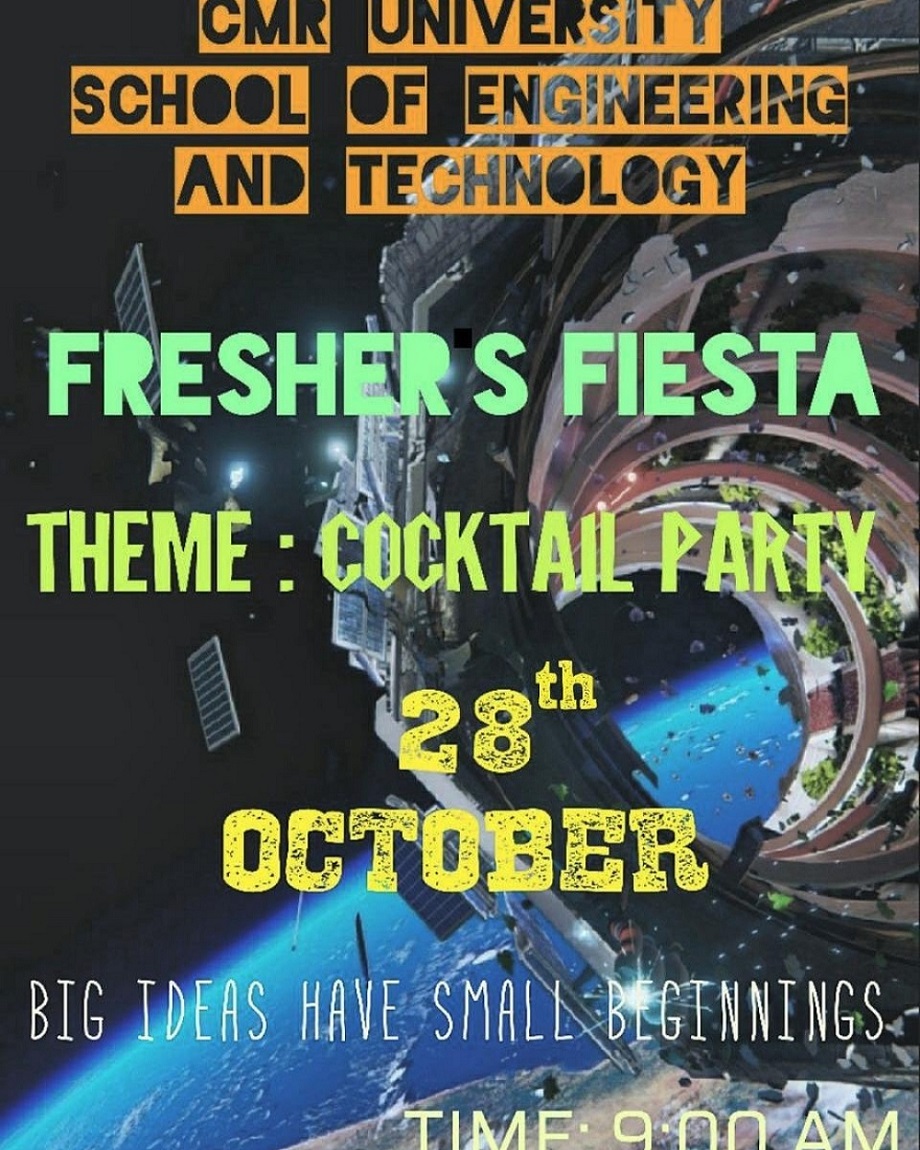 CMR UNIVERSITY
SCHOOL OF ENGINEERING
AND TECHNOLOGY
FRESHER'S FIESTA
THEME : COCKTAIL PARTY
28th
OCTOBER
BIG IDEAS HAVE SMALL BEGINNINGS
TIME: 9:00 AM